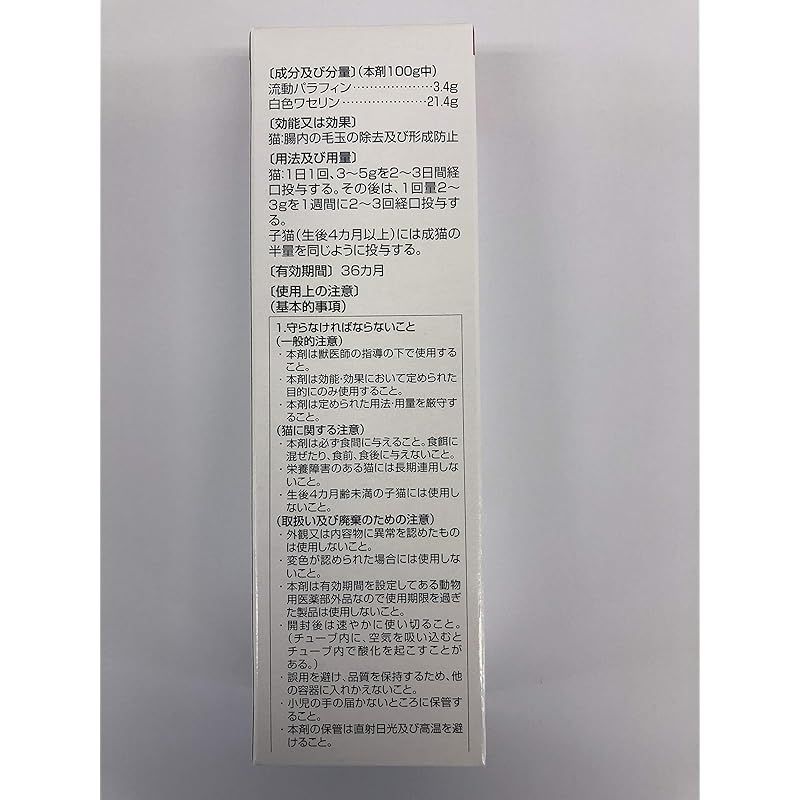 〔成分及び分量〕(本剤100g中)
流動パラフィン………………3.4g
白色ワセリン………………21.4g
〔効能又は効果〕
猫:腸内の毛玉の除去及び形成防止
〔用法及び用量〕
猫:1日1回、3〜5gを2〜3日間経
口投与する。その後は、1回量2〜
3gを1週間に2〜3回経口投与す
る。
子猫(生後4カ月以上)には成猫の
半量を同じように投与する。
〔有効期間〕36カ月
〔使用上の注意〕
(基本的事項)
1.守らなければならないこと
(一般的注意)
・本剤は獣医師の指導の下で使用する
こと。
・本剤は効能・効果において定められた
目的にのみ使用すること。
・本剤は定められた用法・用量を厳守す
ること。
(猫に関する注意)
・本剤は必ず食間に与えること。食餌に
混ぜたり、食前、食後に与えないこと。
・栄養障害のある猫には長期連用しな
いこと。
・生後4カ月齢未満の子猫には使用し
ないこと。
(取扱い及び廃棄のための注意)
・外観又は内容物に異常を認めたもの
は使用しないこと。
・変色が認められた場合には使用しな
いこと。
・本剤は有効期間を設定してある動物
用医薬部外品なので使用期限を過ぎ
た製品は使用しないこと。
・開封後は速やかに使い切ること。
(チューブ内に、空気を吸い込むと
チューブ内で酸化を起こすことが
ある。)
・誤用を避け、品質を保持するため、他
の容器に入れかえないこと。
・小児の手の届かないところに保管す
ること。
・本剤の保管は直射日光及び高温を避
けること。